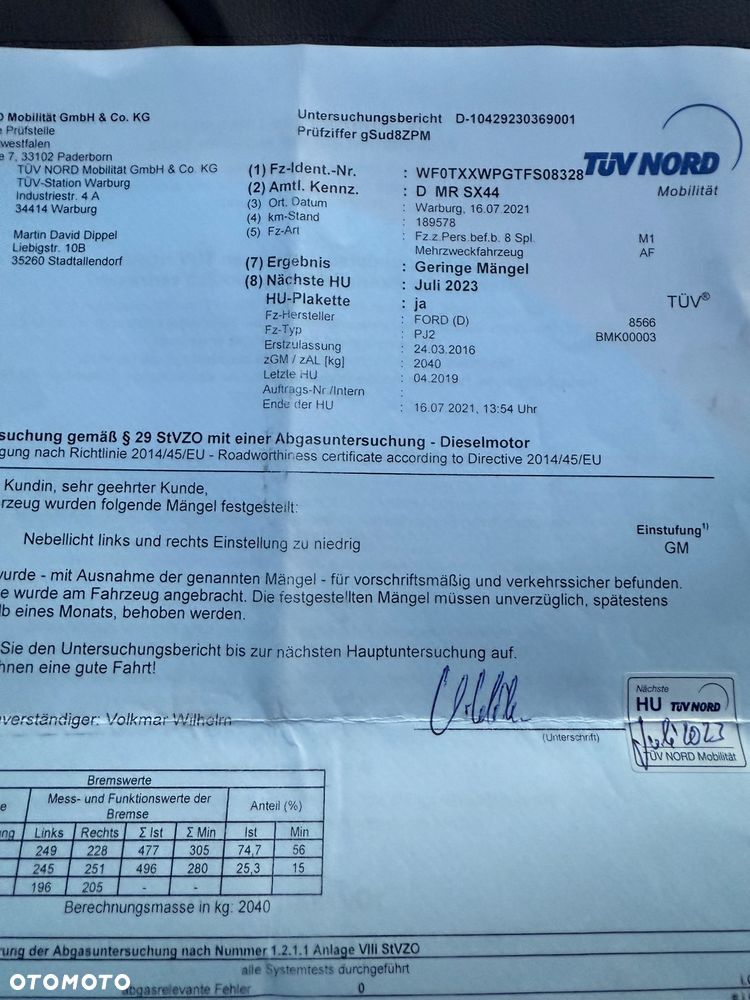 D Mobilität GmbH & Co. KG
e Prüfstelle
westfalen
e 7, 33102 Paderborn
TÜV NORD Mobilität GmbH & Co. KG
TÜV-Station Warburg
Industriestr. 4 A
34414 Warburg
Martin David Dippel
Liebigstr. 10B
35260 Stadtallendorf
Untersuchungsbericht D-10429230369001
Prüfziffer gSud8ZPM
TÜV NORD
Mobilität
(1) Fz-Ident.-Nr. : WF0TXXWPGTFS08328
(2) Amtl. Kennz. : D MR SX44
(3) Ort. Datum : Warburg, 16.07.2021
(4) km-Stand : 189578
(5) Fz-Art : Fz.z.Pers.bef.b. 8 Spl. M1
Mehrzweckfahrzeug AF
(7) Ergebnis : Geringe Mängel
(8) Nächste HU : Juli 2023
HU-Plakette : ja
TÜV®
Fz-Hersteller : FORD (D) 8566
Fz-Typ : PJ2 BMK00003
Erstzulassung : 24.03.2016
zGM / zAL [kg] : 2040
Letzte HU : 04.2019
Auftrags-Nr./Intern :
Ende der HU : 16.07.2021, 13:54 Uhr
suchung gemäß § 29 StVZO mit einer Abgasuntersuchung - Dieselmotor
gung nach Richtlinie 2014/45/EU - Roadworthiness certificate according to Directive 2014/45/EU
Kundin, sehr geehrter Kunde,
rzeug wurden folgende Mängel festgestellt:
Einstufung1)
Nebellicht links und rechts Einstellung zu niedrig GM
wurde - mit Ausnahme der genannten Mängel - für vorschriftsmäßig und verkehrssicher befunden.
e wurde am Fahrzeug angebracht. Die festgestellten Mängel müssen unverzüglich, spätestens
lb eines Monats, behoben werden.
Sie den Untersuchungsbericht bis zur nächsten Hauptuntersuchung auf.
hnen eine gute Fahrt!
verständiger: Volkmar Wilhelm
(Unterschrift)
Nächste
HU TÜV NORD
Juli 2023
TÜV NORD Mobilität
Bremswerte
e Mess- und Funktionswerte der Bremse Anteil (%)
ng Links Rechts Σ Ist Σ Min Ist Min
249 228 477 305 74,7 56
245 251 496 280 25,3 15
196 205 - -
Berechnungsmasse in kg: 2040
rung der Abgasuntersuchung nach Nummer 1.2.1.1 Anlage VIII StVZO
alle Systemtests durchgeführt
abgasrelevante Fehler 0
OTOMOTO